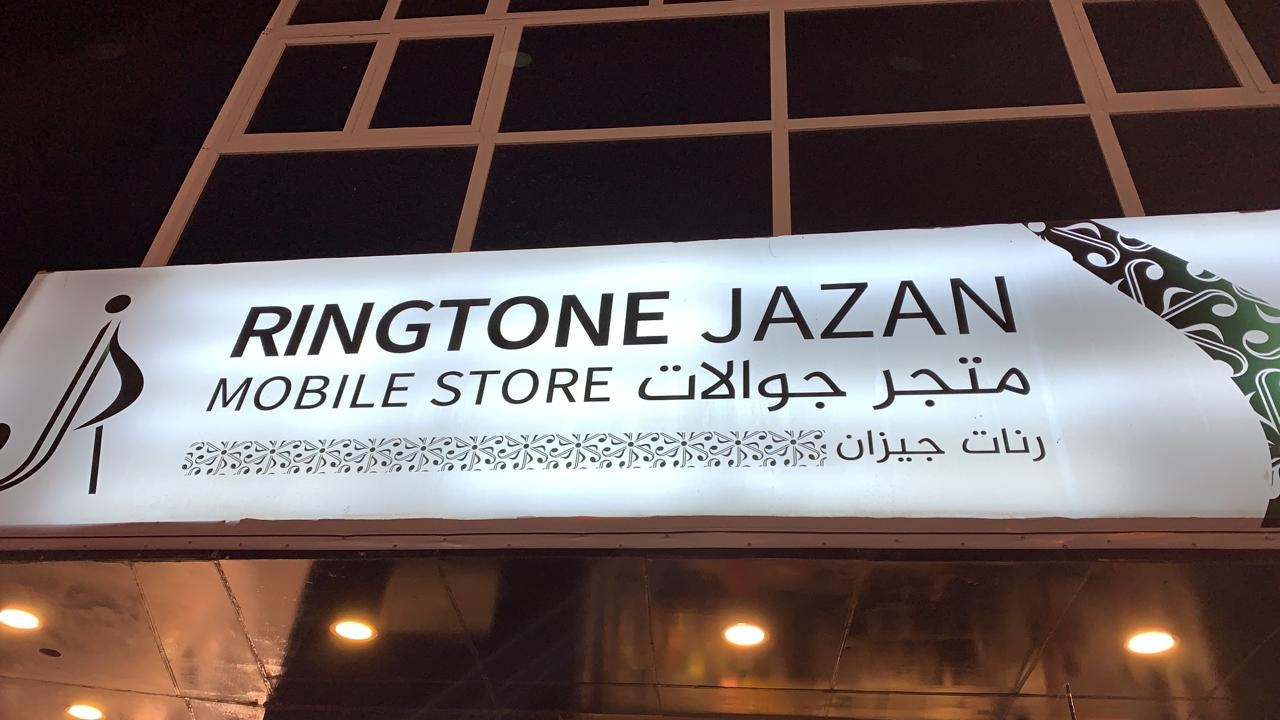 RINGTONE JAZAN
MOBILE STORE متجر جوالات
رنات جيزان